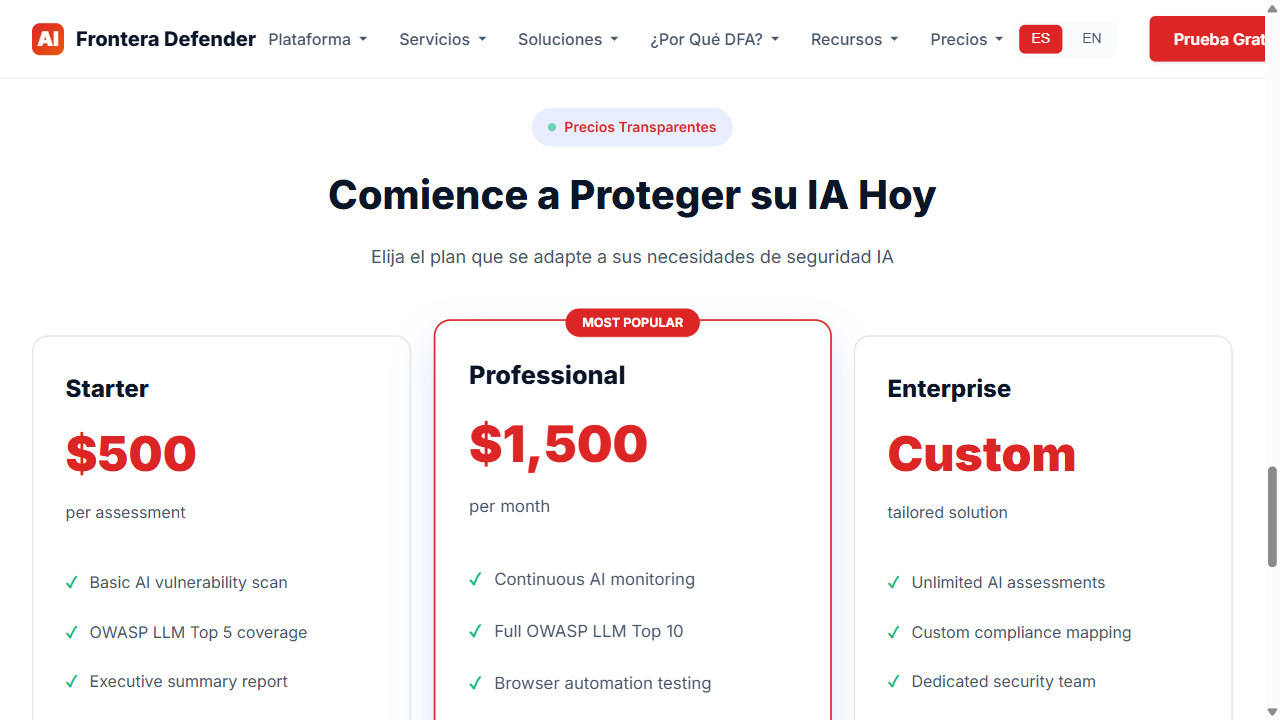 AI Frontera Defender Plataforma Servicios Soluciones ¿Por Qué DFA? Recursos Precios ES EN Prueba Grat
Precios Transparentes
Comience a Proteger su IA Hoy
Elija el plan que se adapte a sus necesidades de seguridad IA
Starter
$500
per assessment
✓ Basic AI vulnerability scan
✓ OWASP LLM Top 5 coverage
✓ Executive summary report
MOST POPULAR
Professional
$1,500
per month
✓ Continuous AI monitoring
✓ Full OWASP LLM Top 10
✓ Browser automation testing
Enterprise
Custom
tailored solution
✓ Unlimited AI assessments
✓ Custom compliance mapping
✓ Dedicated security team